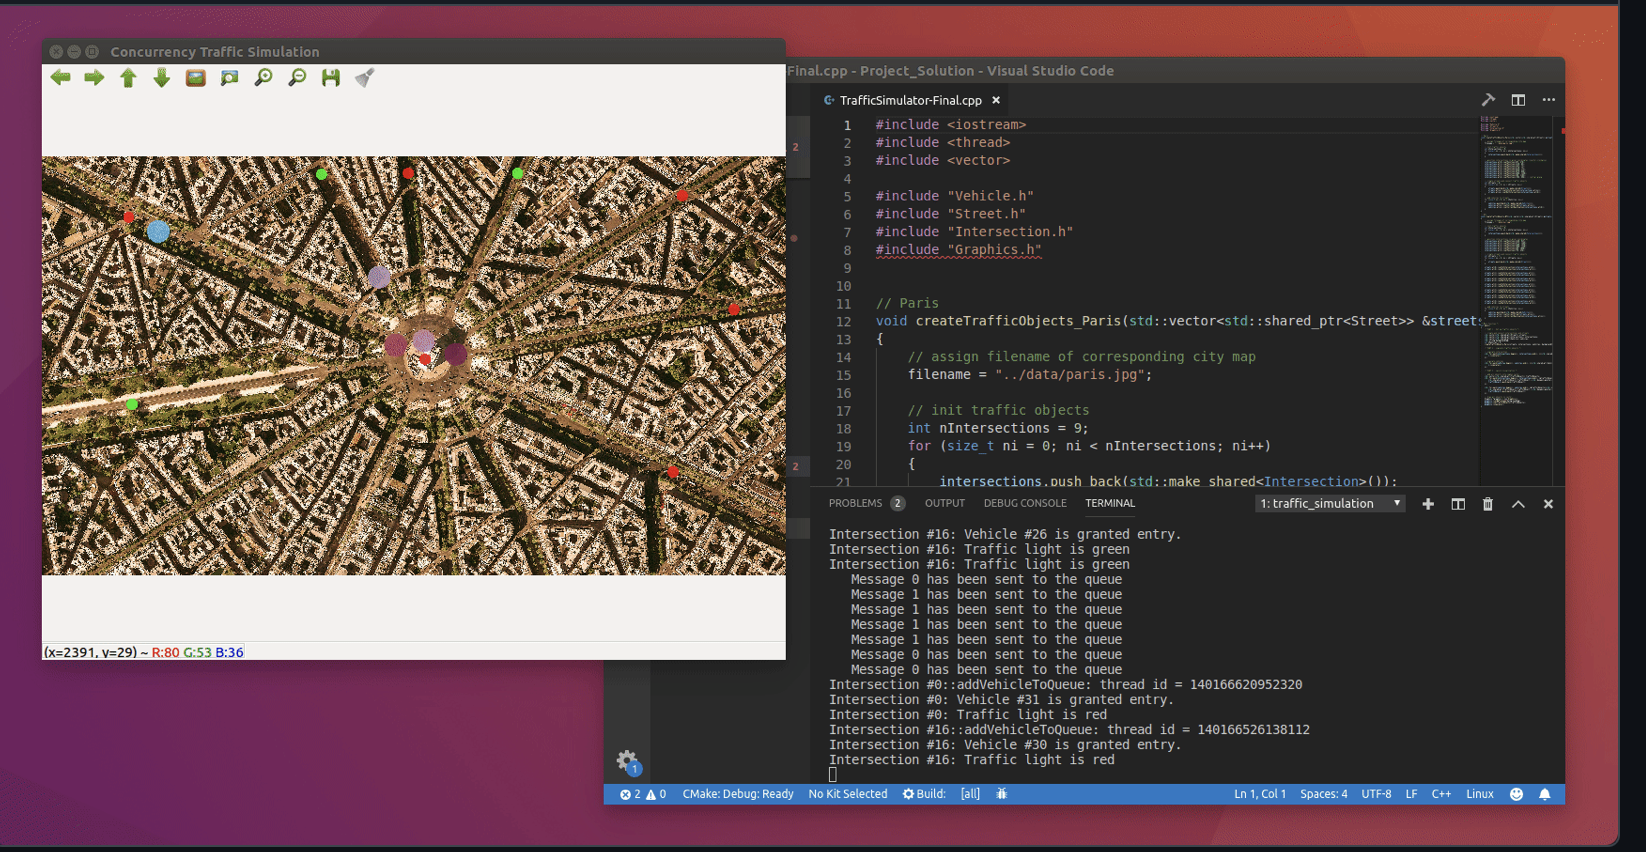 Concurrency Traffic Simulation
(x=2391, y=29) ~ R:80 G:53 B:36
Final.cpp - Project_Solution - Visual Studio Code
TrafficSimulator-Final.cpp
2
2
1 #include <iostream>
2 #include <thread>
3 #include <vector>
4
5 #include "Vehicle.h"
6 #include "Street.h"
7 #include "Intersection.h"
8 #include "Graphics.h"
9
10
11 // Paris
12 void createTrafficObjects_Paris(std::vector<std::shared_ptr<Street>> &streets
13 {
14 // assign filename of corresponding city map
15 filename = "../data/paris.jpg";
16
17 // init traffic objects
18 int nIntersections = 9;
19 for (size_t ni = 0; ni < nIntersections; ni++)
20 {
21 intersections.push_back(std::make_shared<Intersection>());
PROBLEMS 2 OUTPUT DEBUG CONSOLE TERMINAL 1: traffic_simulation
Intersection #16: Vehicle #26 is granted entry.
Intersection #16: Traffic light is green
Intersection #16: Traffic light is green
Message 0 has been sent to the queue
Message 1 has been sent to the queue
Message 1 has been sent to the queue
Message 1 has been sent to the queue
Message 1 has been sent to the queue
Message 0 has been sent to the queue
Message 0 has been sent to the queue
Intersection #0::addVehicleToQueue: thread id = 140166620952320
Intersection #0: Vehicle #31 is granted entry.
Intersection #0: Traffic light is red
Intersection #16::addVehicleToQueue: thread id = 140166526138112
Intersection #16: Vehicle #30 is granted entry.
Intersection #16: Traffic light is red
1
2 0 CMake: Debug: Ready No Kit Selected Build: [all] Ln 1, Col 1 Spaces: 4 UTF-8 LF C++ Linux